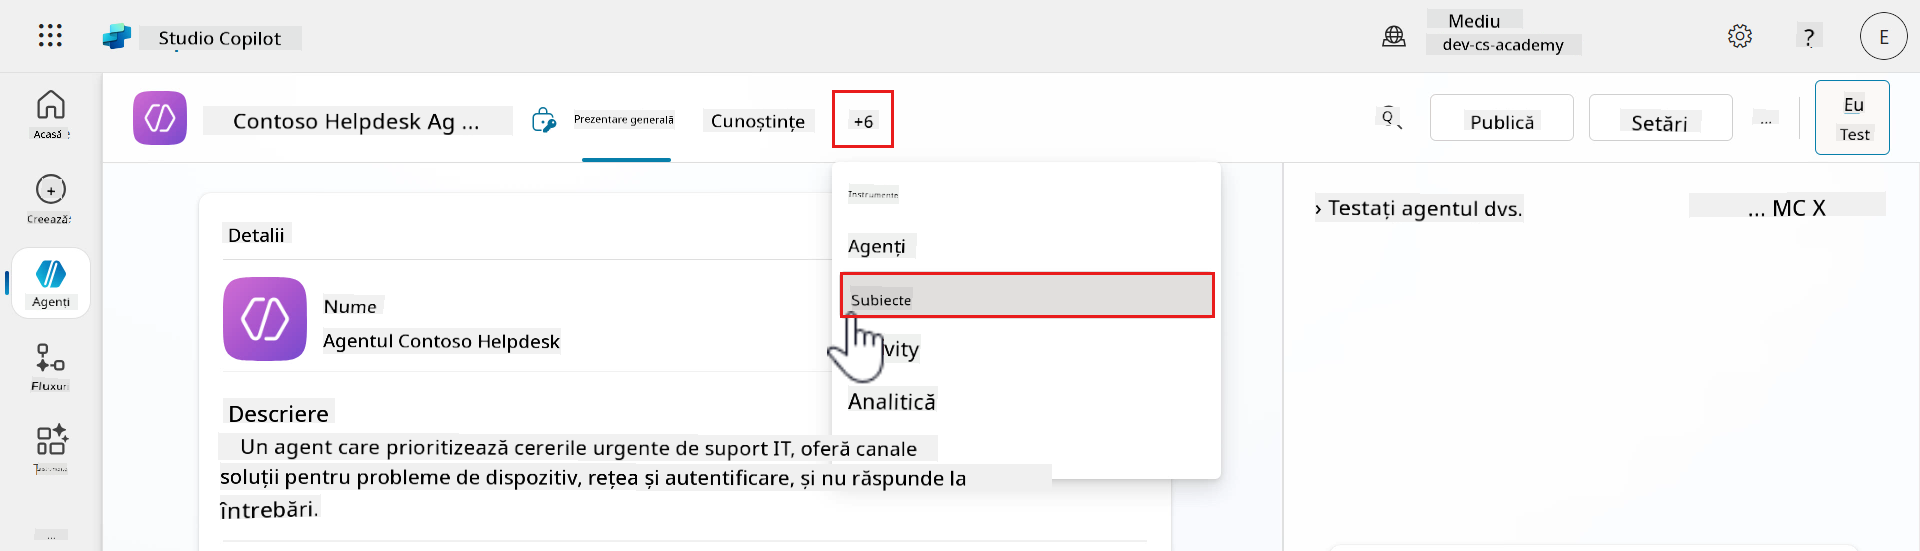 Studio Copilot
Mediu
dev-cs-academy
?
E
Contoso Helpdesk Ag ...
Prezentare generală
Cunoștințe
+6
Publică
Setări
...
Eu
Test
Acasă
Creează
Agenți
Fluxuri
...
Detalii
Nume
Agentul Contoso Helpdesk
Descriere
Un agent care prioritizează cererile urgente de suport IT, oferă canale
soluții pentru probleme de dispozitiv, rețea și autentificare, și nu răspunde la
întrebări.
Instrumente
Agenți
Subiecte
vity
Analitică
› Testați agentul dvs.
... MC X